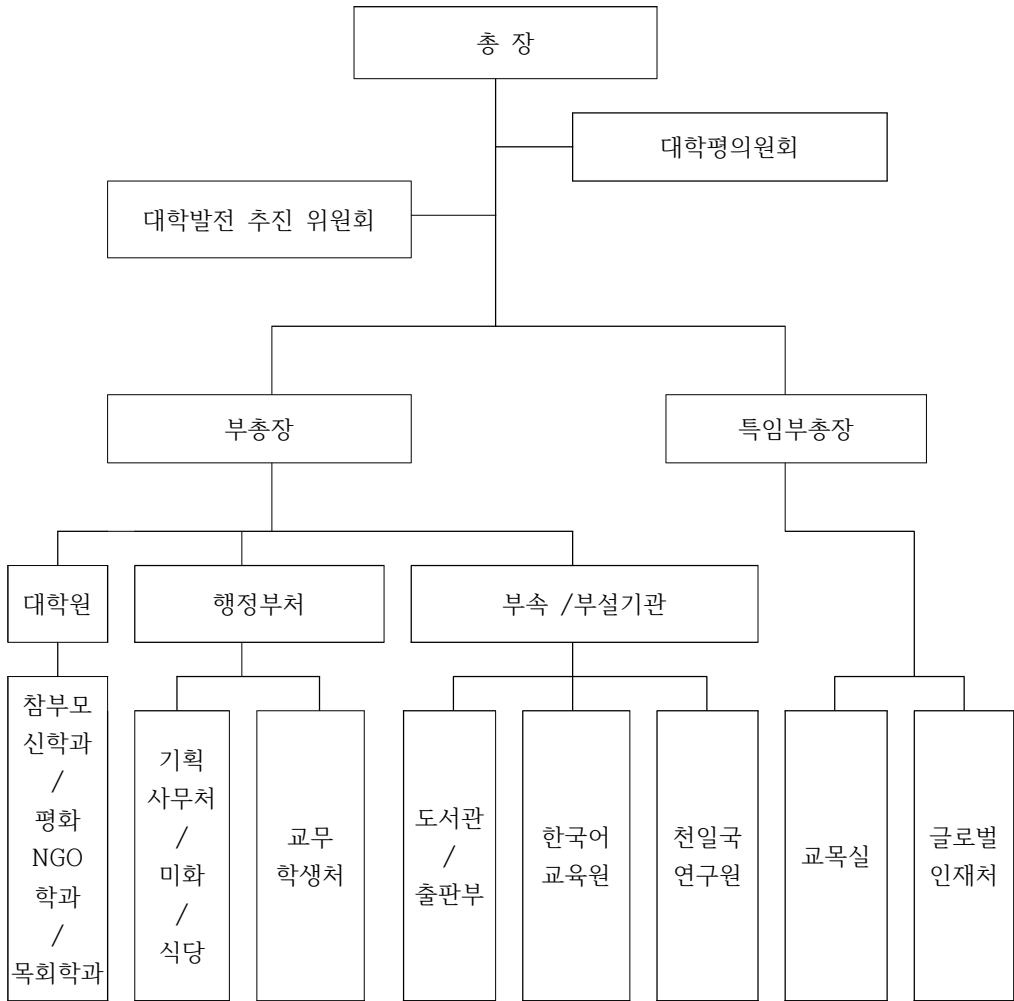 총 장
대학평의원회
대학발전 추진 위원회
부총장
특임부총장
대학원
행정부처
부속 /부설기관
참부모
신학과
/
평화
NGO
학과
/
목회학과
기획
사무처
/
미화
/
식당
교무
학생처
도서관
/
출판부
한국어
교육원
천일국
연구원
교목실
글로벌
인재처